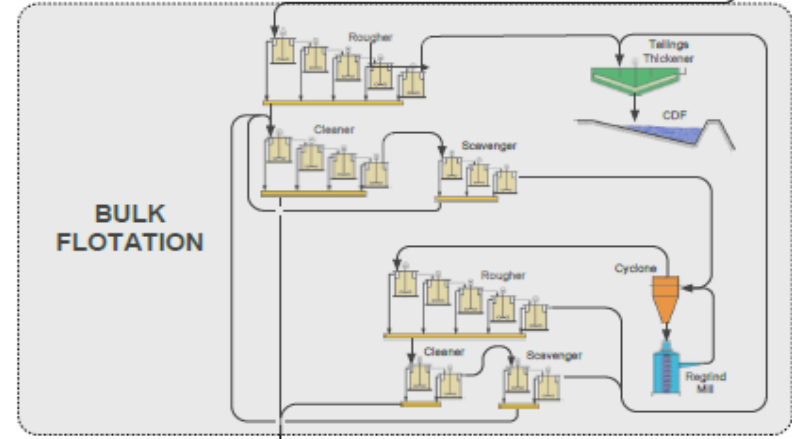 Rougher
Tailings
Thickener
CDF
Cleaner
Scavenger
BULK
FLOTATION
Rougher
Cyclone
Cleaner
Scavenger
Regrind
Mill